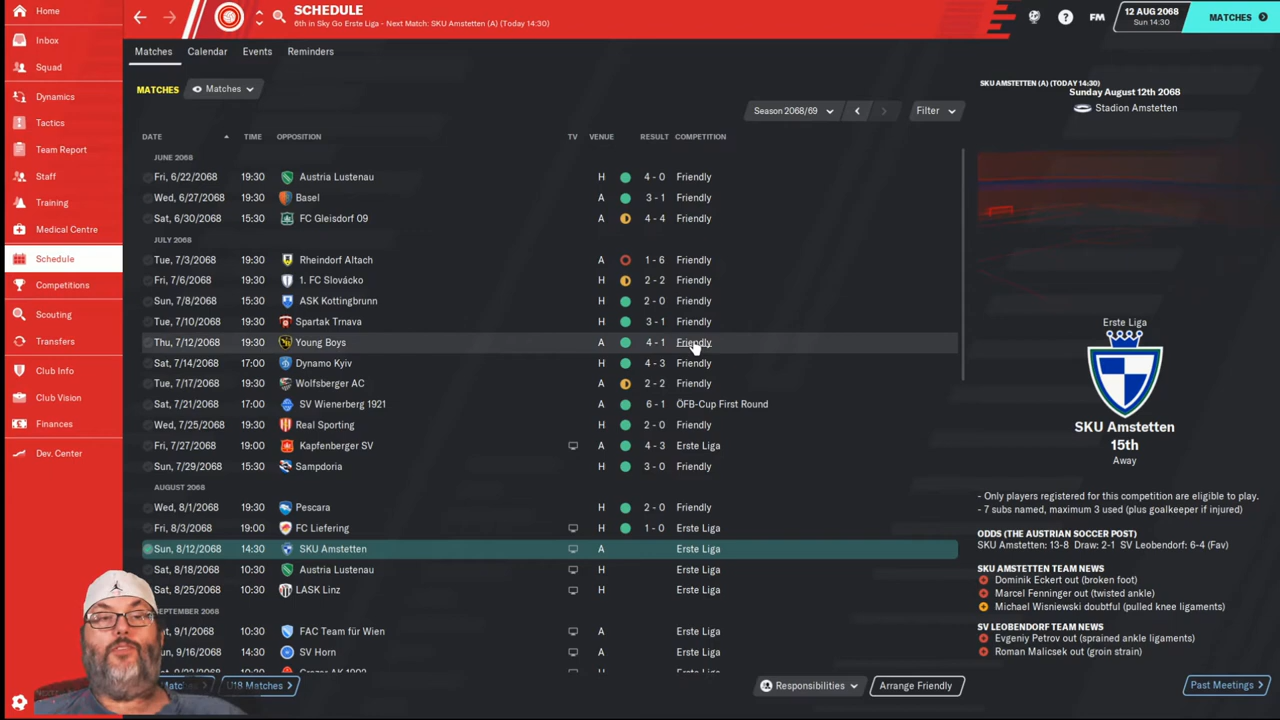 Home
Inbox
Squad
Dynamics
Tactics
Team Report
Staff
Training
Medical Centre
Schedule
Competitions
Scouting
Transfers
Club Info
Club Vision
Finances
Dev. Center
SCHEDULE
6th in Sky Go Erste Liga - Next Match: SKU Amstetten (A) (Today 14:30)
FM
12 AUG 2068
Sun 14:30
MATCHES
Matches Calendar Events Reminders
MATCHES Matches
Season 2068/69 Filter
DATE TIME OPPOSITION TV VENUE RESULT COMPETITION
JUNE 2068
Fri, 6/22/2068 19:30 Austria Lustenau H 4 - 0 Friendly
Wed, 6/27/2068 19:30 Basel A 3 - 1 Friendly
Sat, 6/30/2068 15:30 FC Gleisdorf 09 A 4 - 4 Friendly
JULY 2068
Tue, 7/3/2068 19:30 Rheindorf Altach A 1 - 6 Friendly
Fri, 7/6/2068 19:30 1. FC Slovácko H 2 - 2 Friendly
Sun, 7/8/2068 15:30 ASK Kottingbrunn H 2 - 0 Friendly
Tue, 7/10/2068 19:30 Spartak Trnava H 3 - 1 Friendly
Thu, 7/12/2068 19:30 Young Boys A 4 - 1 Friendly
Sat, 7/14/2068 17:00 Dynamo Kyiv H 4 - 3 Friendly
Tue, 7/17/2068 19:30 Wolfsberger AC A 2 - 2 Friendly
Sat, 7/21/2068 17:00 SV Wienerberg 1921 A 6 - 1 ÖFB-Cup First Round
Wed, 7/25/2068 19:30 Real Sporting H 2 - 0 Friendly
Fri, 7/27/2068 19:00 Kapfenberger SV A 4 - 3 Erste Liga
Sun, 7/29/2068 15:30 Sampdoria H 3 - 0 Friendly
AUGUST 2068
Wed, 8/1/2068 19:30 Pescara H 2 - 0 Friendly
Fri, 8/3/2068 19:00 FC Liefering H 1 - 0 Erste Liga
Sun, 8/12/2068 14:30 SKU Amstetten A Erste Liga
Sat, 8/18/2068 10:30 Austria Lustenau H Erste Liga
Sat, 8/25/2068 10:30 LASK Linz H Erste Liga
SEPTEMBER 2068
Sat, 9/1/2068 10:30 FAC Team für Wien A Erste Liga
Sun, 9/16/2068 14:30 SV Horn A Erste Liga
Matches U18 Matches Responsibilities Arrange Friendly
SKU AMSTETTEN (A) (TODAY 14:30)
Sunday August 12th 2068
Stadion Amstetten
Erste Liga
SKU Amstetten
15th
Away
- Only players registered for this competition are eligible to play.
- 7 subs named, maximum 3 used (plus goalkeeper if injured)
ODDS (THE AUSTRIAN SOCCER POST)
SKU Amstetten: 13-8 Draw: 2-1 SV Leobendorf: 6-4 (Fav)
SKU AMSTETTEN TEAM NEWS
Dominik Eckert out (broken foot)
Marcel Fenninger out (twisted ankle)
Michael Wisniewski doubtful (pulled knee ligaments)
SV LEOBENDORF TEAM NEWS
Evgeniy Petrov out (sprained ankle ligaments)
Roman Malicsek out (groin strain)
Past Meetings